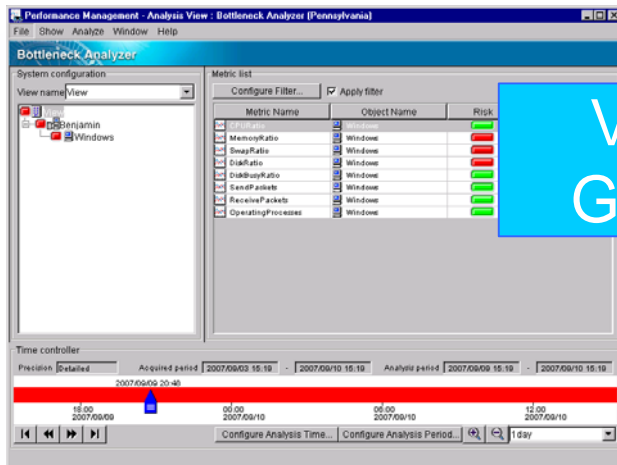 Performance Management - Analysis View : Bottleneck Analyzer (Pennsylvania)
File Show Analyze Window Help
Bottleneck Analyzer
System configuration
View name View
View
Benjamin
Windows
Metric list
Configure Filter... Apply filter
Metric Name Object Name Risk
CPURatio Windows
MemoryRatio Windows
SwapRatio Windows
DiskRatio Windows
DiskBusyRatio Windows
SendPackets Windows
ReceivePackets Windows
OperatingProcesses Windows
V
G
Time controller
Precision Detailed Acquired period 2007/09/03 15:19 - 2007/09/10 15:19 Analysis period 2007/09/09 15:19 - 2007/09/10 15:19
2007/09/09 20:48
18:00 00:00 06:00 12:00
2007/09/09 2007/09/10 2007/09/10 2007/09/10
Configure Analysis Time... Configure Analysis Period... 1day